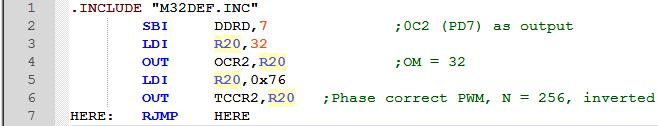 1 .INCLUDE "M32DEF.INC"
2 SBI DDRD,7 ;0C2 (PD7) as output
3 LDI R20,32
4 OUT OCR2,R20 ;OM = 32
5 LDI R20,0x76
6 OUT TCCR2,R20 ;Phase correct PWM, N = 256, inverted
7 HERE: RJMP HERE